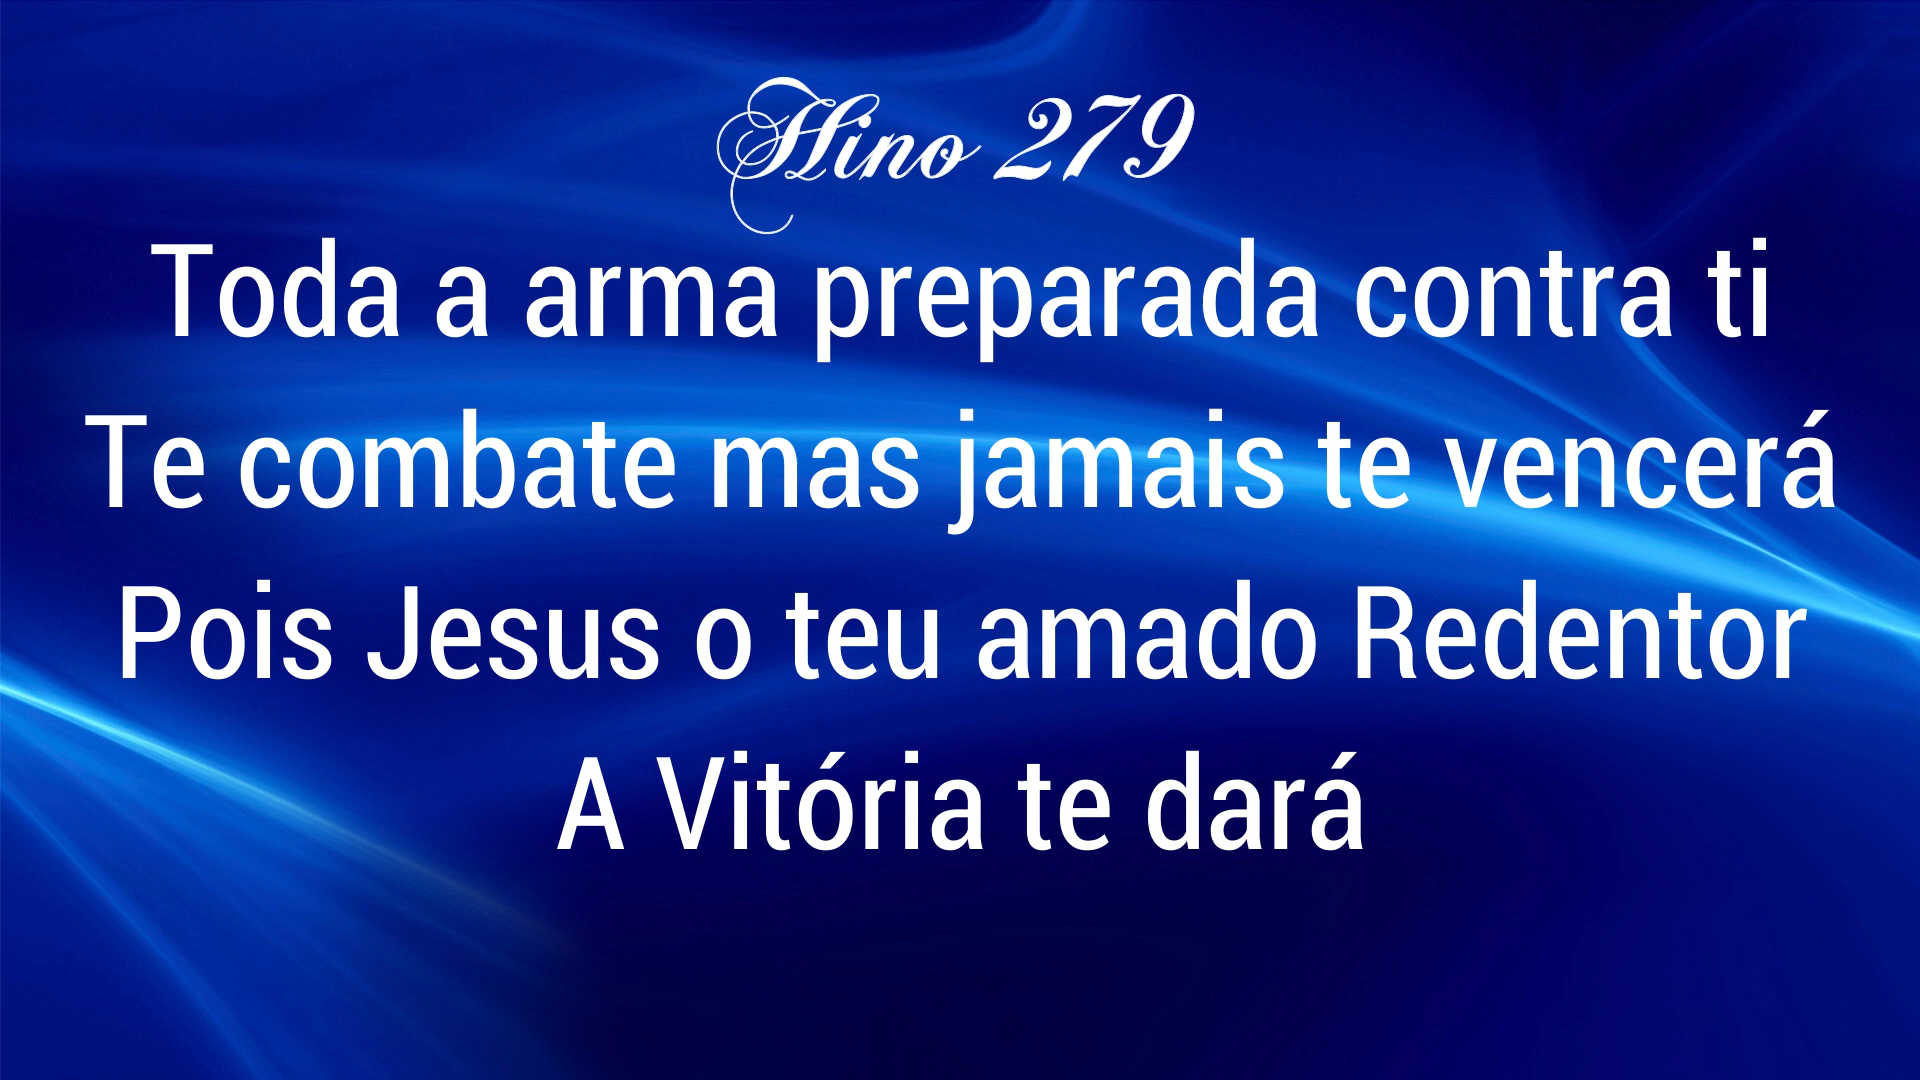 Hino 279
Toda a arma preparada contra ti
Te combate mas jamais te vencerá
Pois Jesus o teu amado Redentor
A Vitória te dará